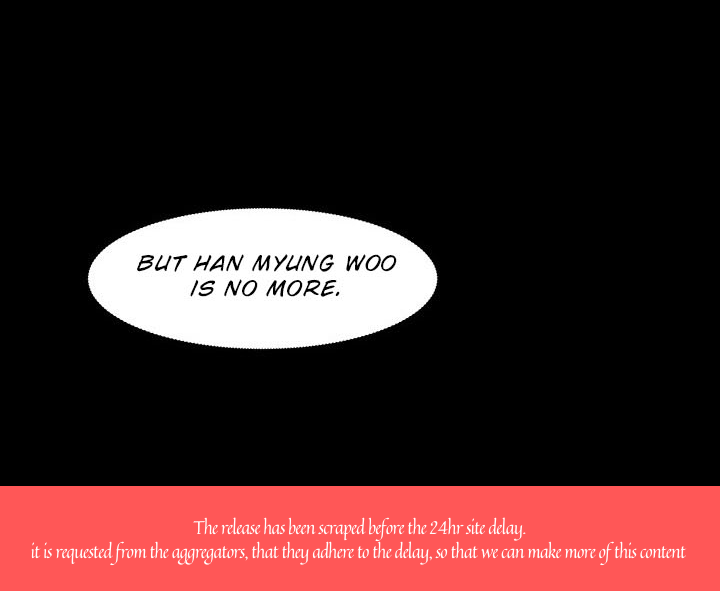 BUT HAN MYUNG WOO
IS NO MORE.
The release has been scraped before the 24hr site delay.
it is requested from the aggregators, that they adhere to the delay, so that we can make more of this content